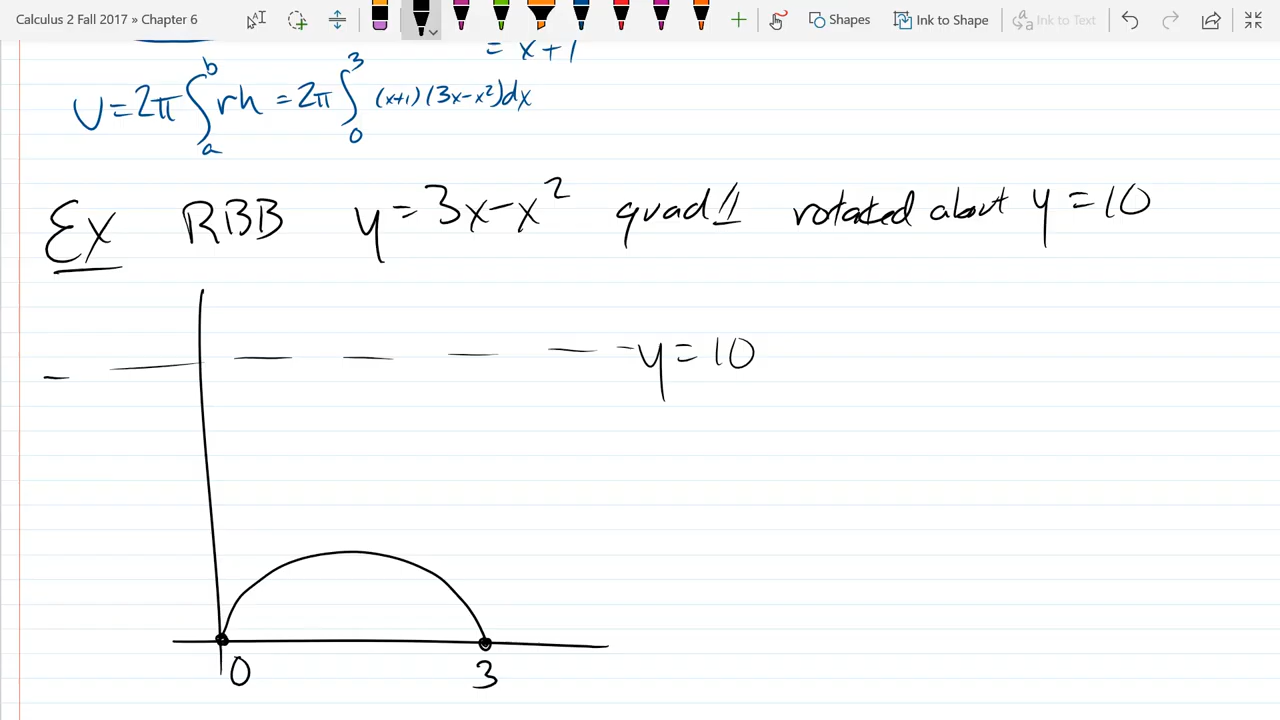 Calculus 2 Fall 2017 » Chapter 6 Shapes Ink to Shape Ink to Text
= x+1
V = 2π ∫_a^b rh = 2π ∫_0^3 (x+1)(3x-x²)dx
Ex RBB y = 3x-x² quad 1 rotated about y = 10
y = 10
0 3